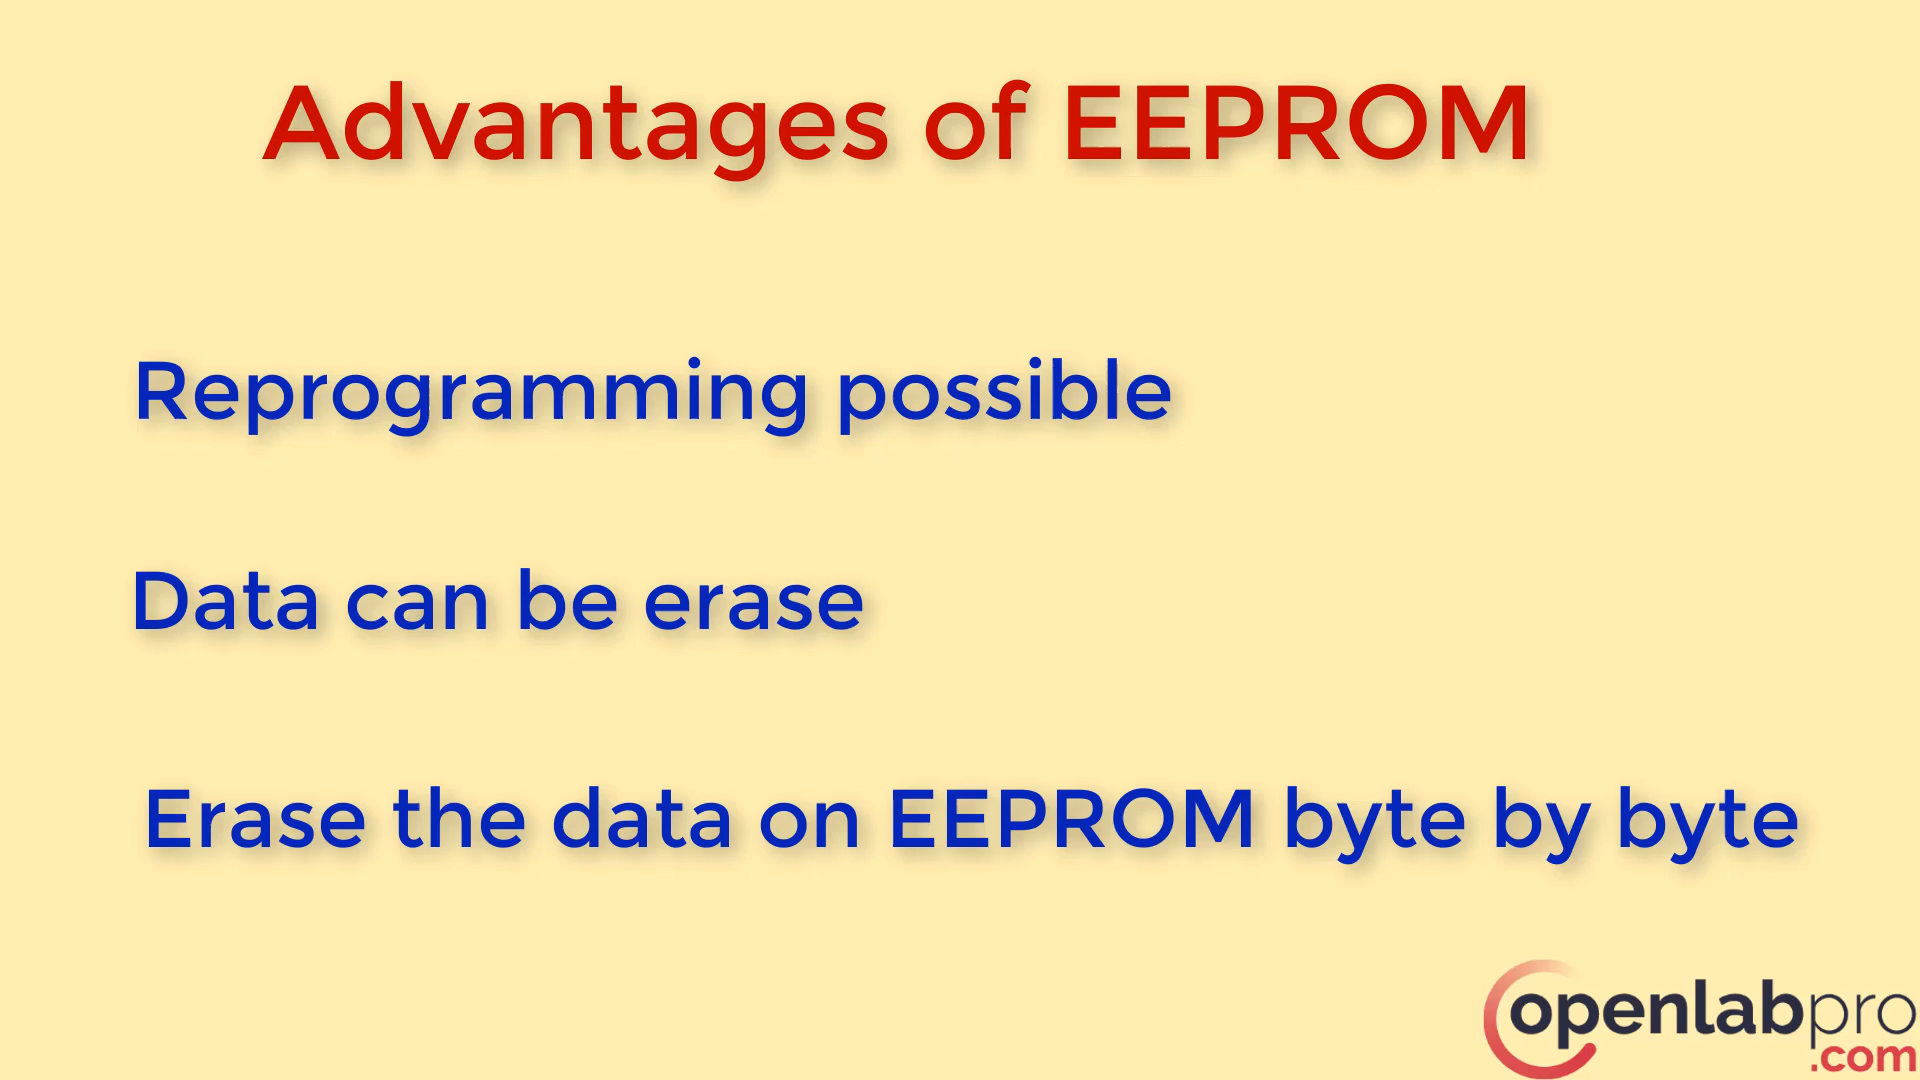 Advantages of EEPROM
Reprogramming possible
Data can be erase
Erase the data on EEPROM byte by byte
openlabpro
.com